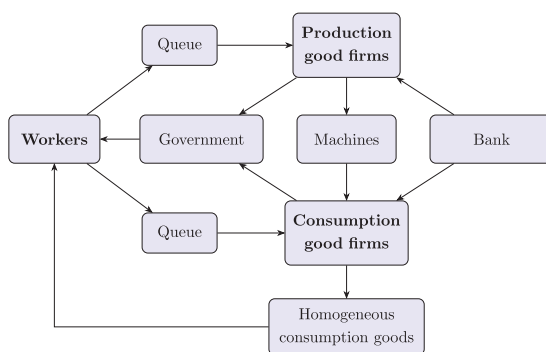 Queue
Production
good firms
Workers
Government
Machines
Bank
Queue
Consumption
good firms
Homogeneous
consumption goods